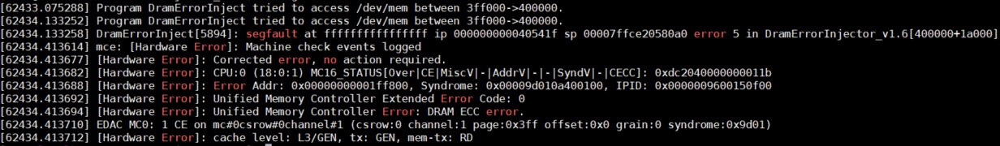 [62433.075288] Program DramErrorInject tried to access /dev/mem between 3ff000->400000.
[62434.133252] Program DramErrorInject tried to access /dev/mem between 3ff000->400000.
[62434.133258] DramErrorInject[5894]: segfault at ffffffffffffffff ip 000000000040541f sp 00007ffce20580a0 error 5 in DramErrorInjector_v1.6[400000+1a000]
[62434.413614] mce: [Hardware Error]: Machine check events logged
[62434.413677] [Hardware Error]: Corrected error, no action required.
[62434.413682] [Hardware Error]: CPU:0 (18:0:1) MC16_STATUS[Over|CE|MiscV|-|AddrV|-|-|SyndV|-|CECC]: 0xdc2040000000011b
[62434.413688] [Hardware Error]: Error Addr: 0x00000000001ff800, Syndrome: 0x00009d010a400100, IPID: 0x0000009600150f00
[62434.413692] [Hardware Error]: Unified Memory Controller Extended Error Code: 0
[62434.413694] [Hardware Error]: Unified Memory Controller Error: DRAM ECC error.
[62434.413710] EDAC MC0: 1 CE on mc#0csrow#0channel#1 (csrow:0 channel:1 page:0x3ff offset:0x0 grain:0 syndrome:0x9d01)
[62434.413712] [Hardware Error]: cache level: L3/GEN, tx: GEN, mem-tx: RD